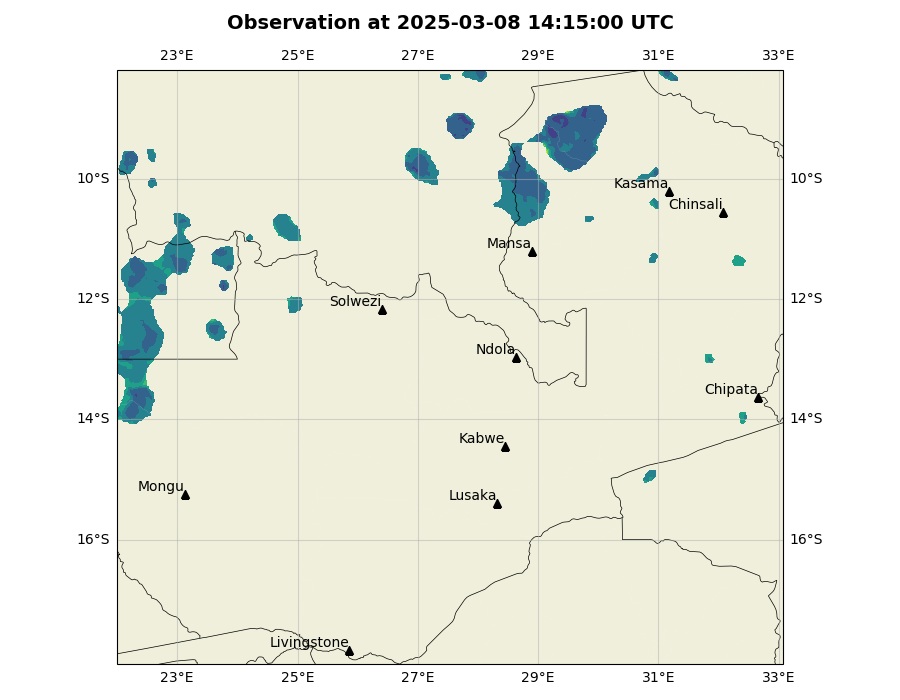 Observation at 2025-03-08 14:15:00 UTC
23°E 25°E 27°E 29°E 31°E 33°E
10°S 10°S
Kasama
Chinsali
Mansa
12°S 12°S
Solwezi
Ndola
Chipata
14°S 14°S
Kabwe
Mongu
Lusaka
16°S 16°S
Livingstone
23°E 25°E 27°E 29°E 31°E 33°E